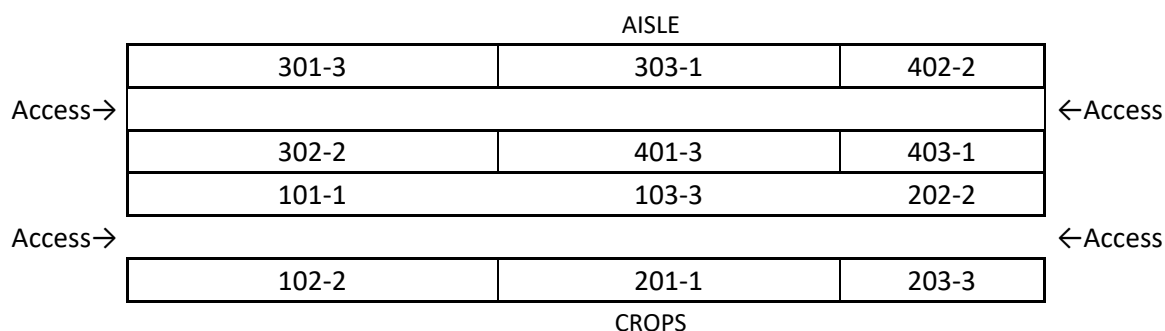 AISLE
301-3 303-1 402-2
Access→ ←Access
302-2 401-3 403-1
101-1 103-3 202-2
Access→ ←Access
102-2 201-1 203-3
CROPS